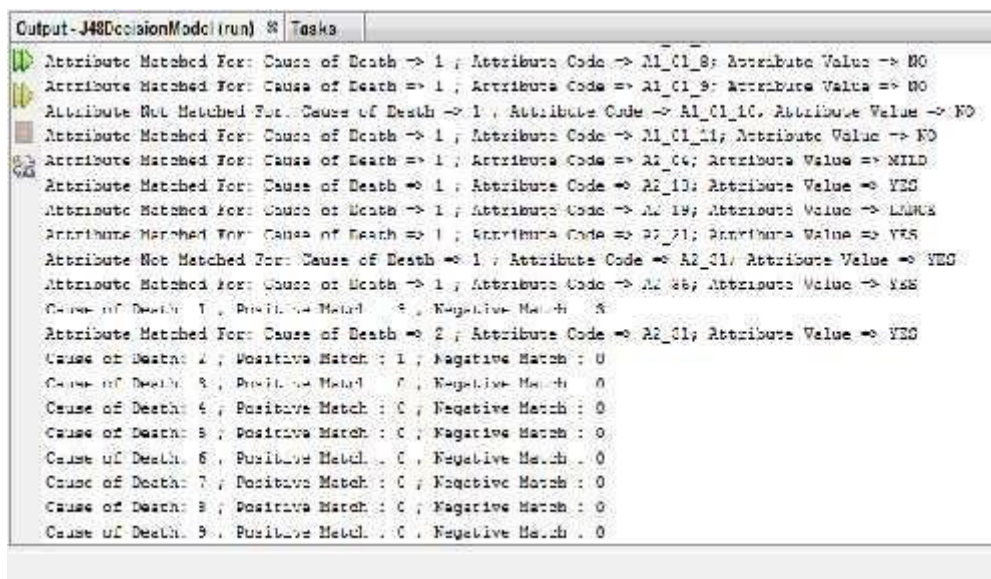 Output - J48DecisionModel (run) Tasks
Attribute Matched For: Cause of Death => 1 ; Attribute Code => A1_01_8; Attribute Value => NO
Attribute Matched For: Cause of Death => 1 ; Attribute Code => A1_01_9; Attribute Value => NO
Attribute Not Matched For: Cause of Death => 1 ; Attribute Code => A1_01_10; Attribute Value => NO
Attribute Matched For: Cause of Death => 1 ; Attribute Code => A1_01_11; Attribute Value => NO
Attribute Matched For: Cause of Death => 1 ; Attribute Code => A2_04; Attribute Value => MILD
Attribute Matched For: Cause of Death => 1 ; Attribute Code => A2_13; Attribute Value => YES
Attribute Matched For: Cause of Death => 1 ; Attribute Code => A2_19; Attribute Value =>
Attribute Matched For: Cause of Death => 1 ; Attribute Code => A2_21; Attribute Value => YES
Attribute Not Matched For: Cause of Death => 1 ; Attribute Code => A2_31; Attribute Value => YES
Attribute Matched For: Cause of Death => 1 ; Attribute Code => Attribute Value => YES
Cause of Death: 1 ; Positive Match : Negative Match :
Attribute Matched For: Cause of Death => 2 ; Attribute Code => A2_31; Attribute Value => YES
Cause of Death: 2 ; Positive Match : 1 ; Negative Match : 0
Cause of Death: 3 ; Positive Match : 0 ; Negative Match : 0
Cause of Death: 4 ; Positive Match : 0 ; Negative Match : 0
Cause of Death: 5 ; Positive Match : 0 ; Negative Match : 0
Cause of Death: 6 ; Positive Match : 0 ; Negative Match : 0
Cause of Death: 7 ; Positive Match : 0 ; Negative Match : 0
Cause of Death: 8 ; Positive Match : 0 ; Negative Match : 0
Cause of Death: 9 ; Positive Match : 0 ; Negative Match : 0